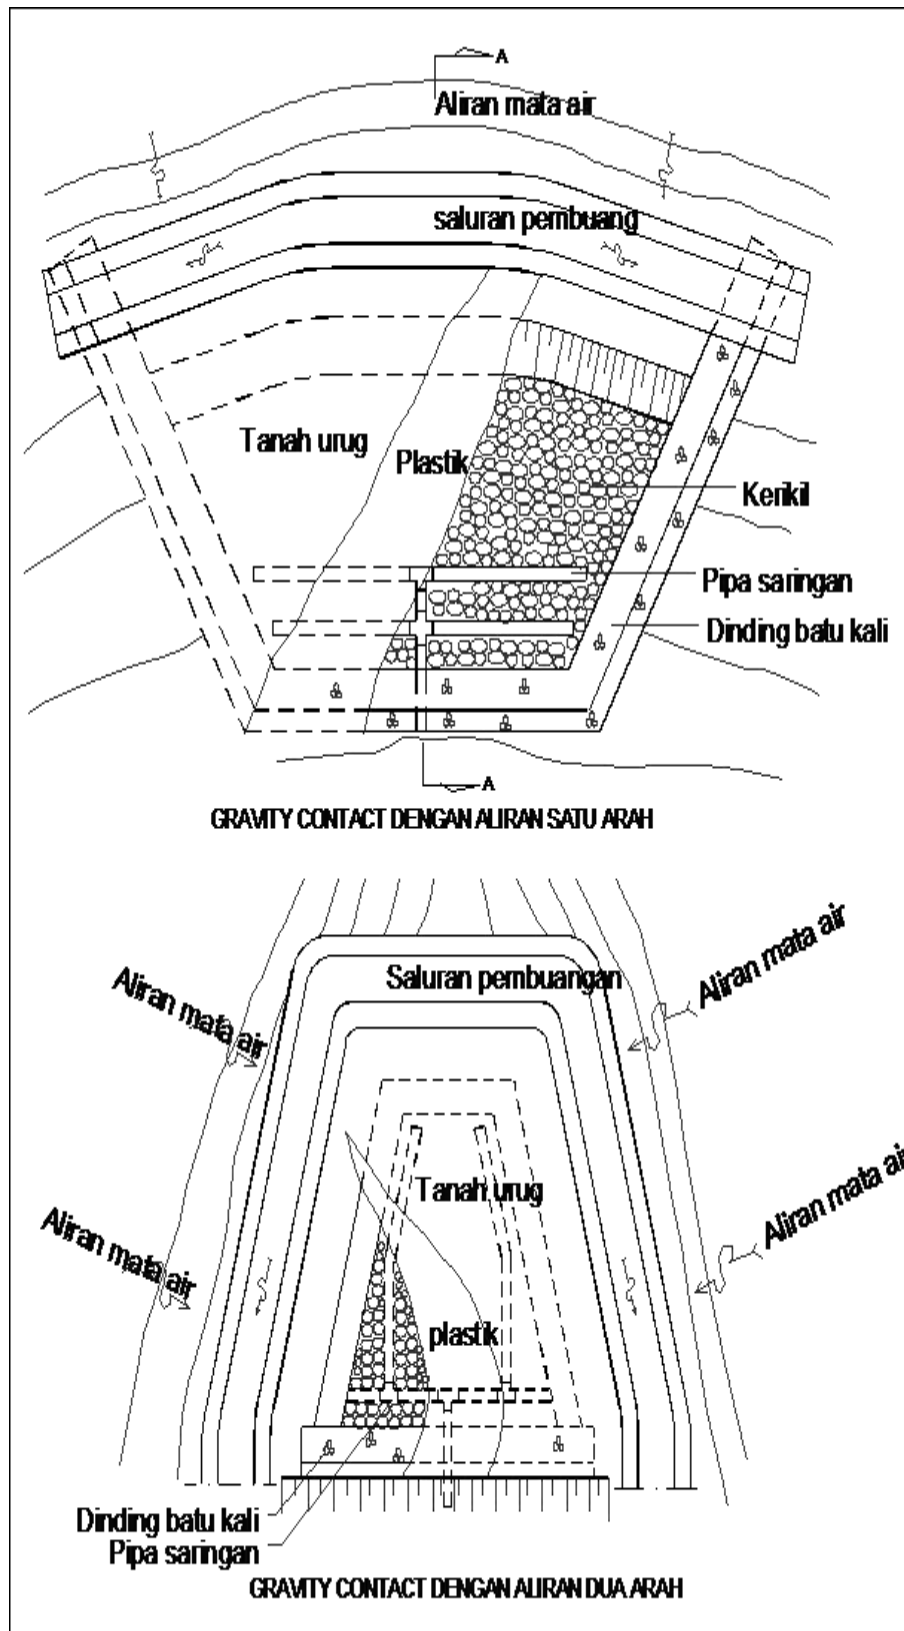 A
Aliran mata air
saluran pembuang
Tanah urug
Plastik
Kerikil
Pipa saringan
Dinding batu kali
A
GRAVITY CONTACT DENGAN ALIRAN SATU ARAH
Aliran mata air
Saluran pembuangan
Aliran mata air
Tanah urug
Aliran mata air
Aliran mata air
plastik
Dinding batu kali
Pipa saringan
GRAVITY CONTACT DENGAN ALIRAN DUA ARAH